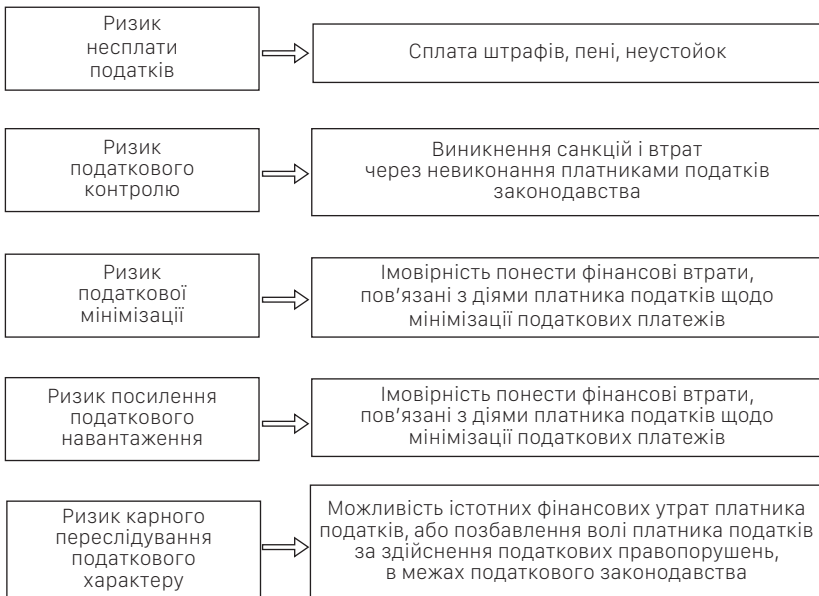 Ризик
несплати
податків
Сплата штрафів, пені, неустойок
Ризик
податкового
контролю
Виникнення санкцій і втрат
через невиконання платниками податків
законодавства
Ризик
податкової
мінімізації
Імовірність понести фінансові втрати,
пов’язані з діями платника податків щодо
мінімізації податкових платежів
Ризик посилення
податкового
навантаження
Імовірність понести фінансові втрати,
пов’язані з діями платника податків щодо
мінімізації податкових платежів
Ризик карного
переслідування
податкового
характеру
Можливість істотних фінансових утрат платника
податків, або позбавлення волі платника податків
за здійснення податкових правопорушень,
в межах податкового законодавства